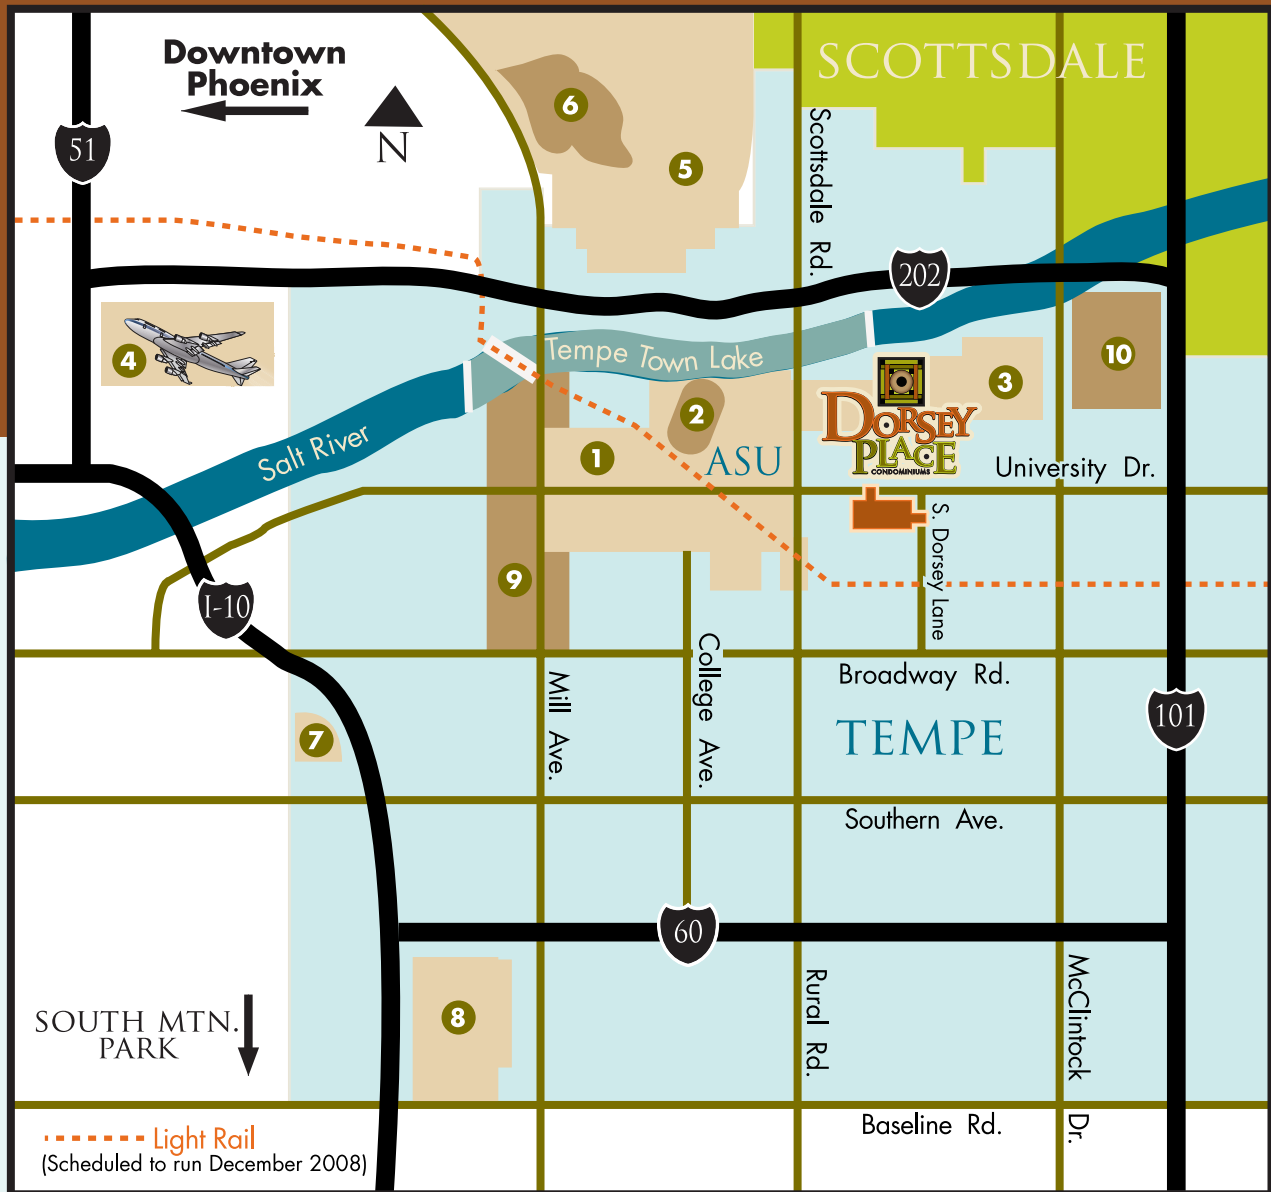 Downtown
Phoenix
N
SCOTTSDALE
51
6
5
Scottsdale Rd.
202
4
Tempe Town Lake
10
3
2
DORSEY
PLACE
CONDOMINIUMS
Salt River
1
ASU
University Dr.
S. Dorsey Lane
9
I-10
College Ave.
Mill Ave.
Broadway Rd.
7
TEMPE
101
Southern Ave.
60
McClintock Dr.
Rural Rd.
8
SOUTH MTN.
PARK
Baseline Rd.
Light Rail
(Scheduled to run December 2008)